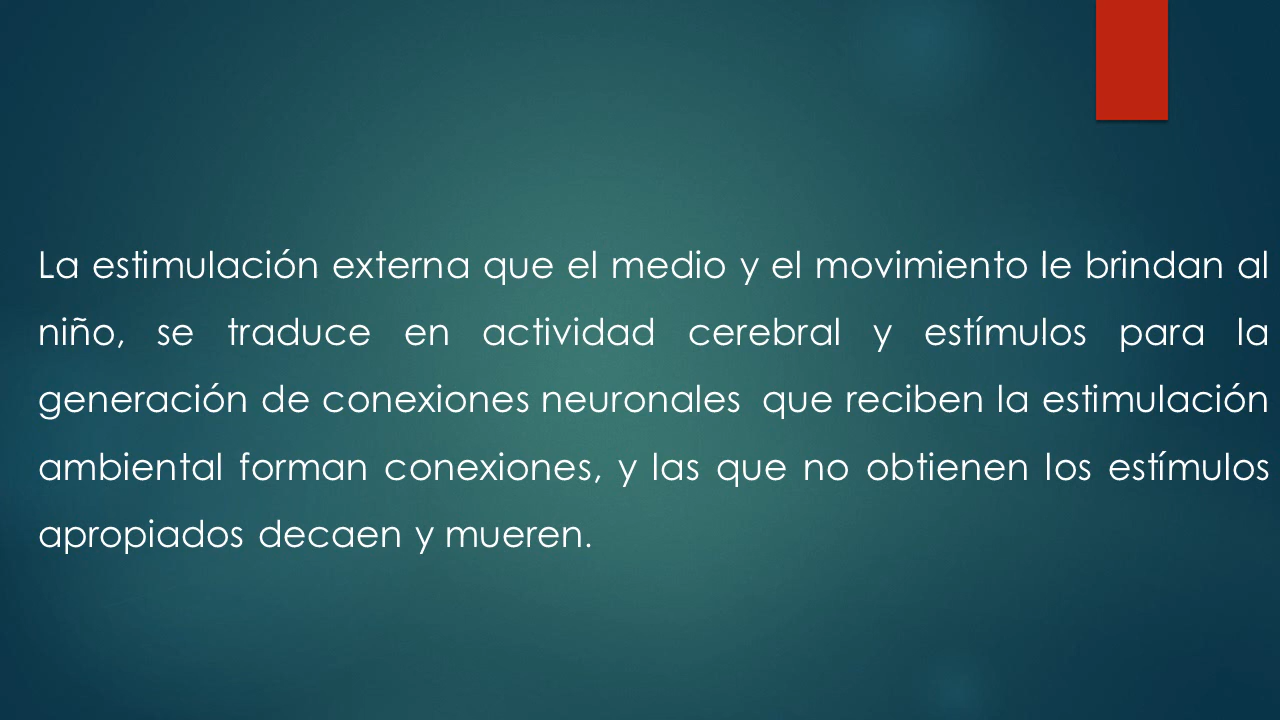 La estimulación externa que el medio y el movimiento le brindan al
niño, se traduce en actividad cerebral y estímulos para la
generación de conexiones neuronales que reciben la estimulación
ambiental forman conexiones, y las que no obtienen los estímulos
apropiados decaen y mueren.